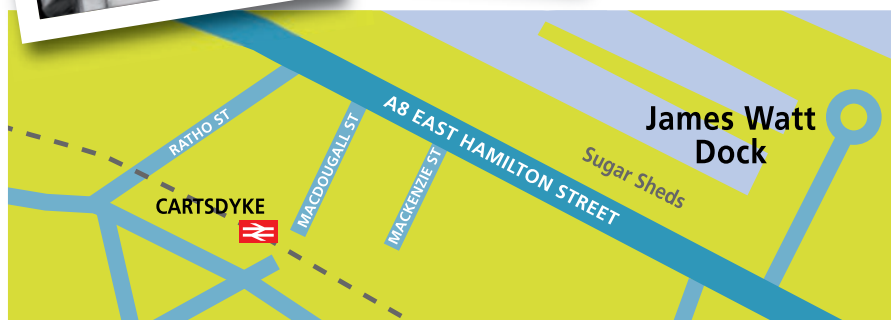 RATHO ST
A8 EAST HAMILTON STREET
James Watt
Dock
MACDOUGALL ST
MACKENZIE ST
Sugar Sheds
CARTSDYKE